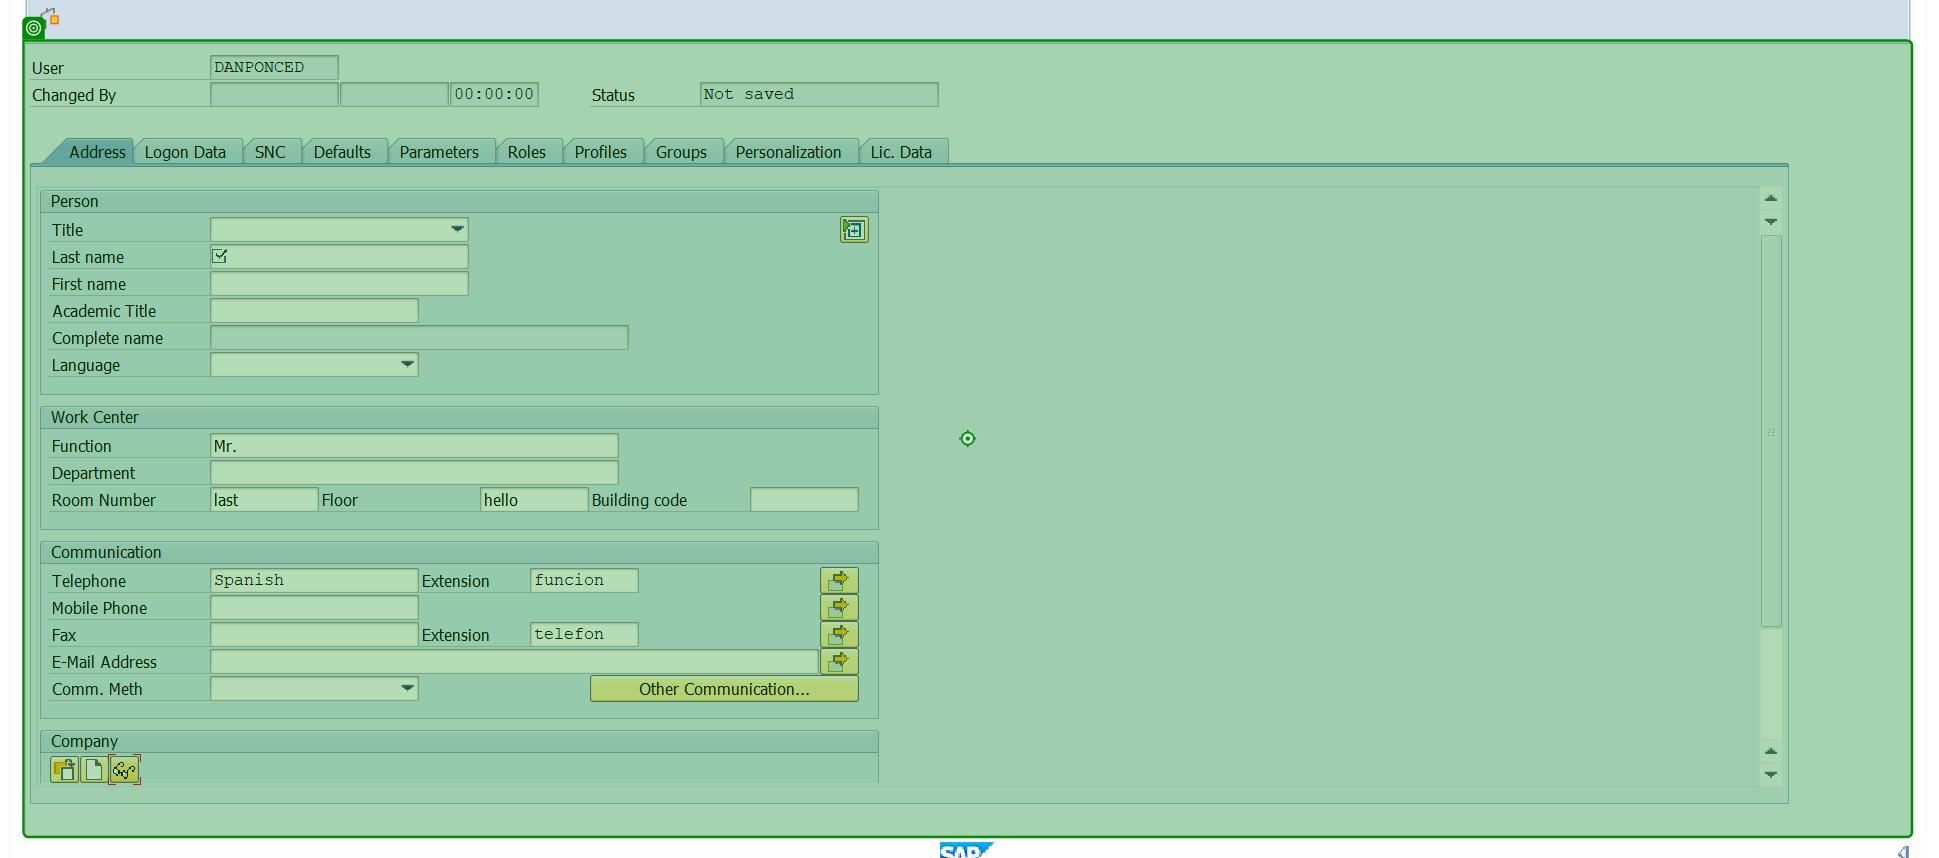 User DANPONCED
Changed By 00:00:00 Status Not saved
Address Logon Data SNC Defaults Parameters Roles Profiles Groups Personalization Lic. Data
Person
Title
Last name
First name
Academic Title
Complete name
Language
Work Center
Function Mr.
Department
Room Number last Floor hello Building code
Communication
Telephone Spanish Extension funcion
Mobile Phone
Fax Extension telefon
E-Mail Address
Comm. Meth Other Communication...
Company
SAP